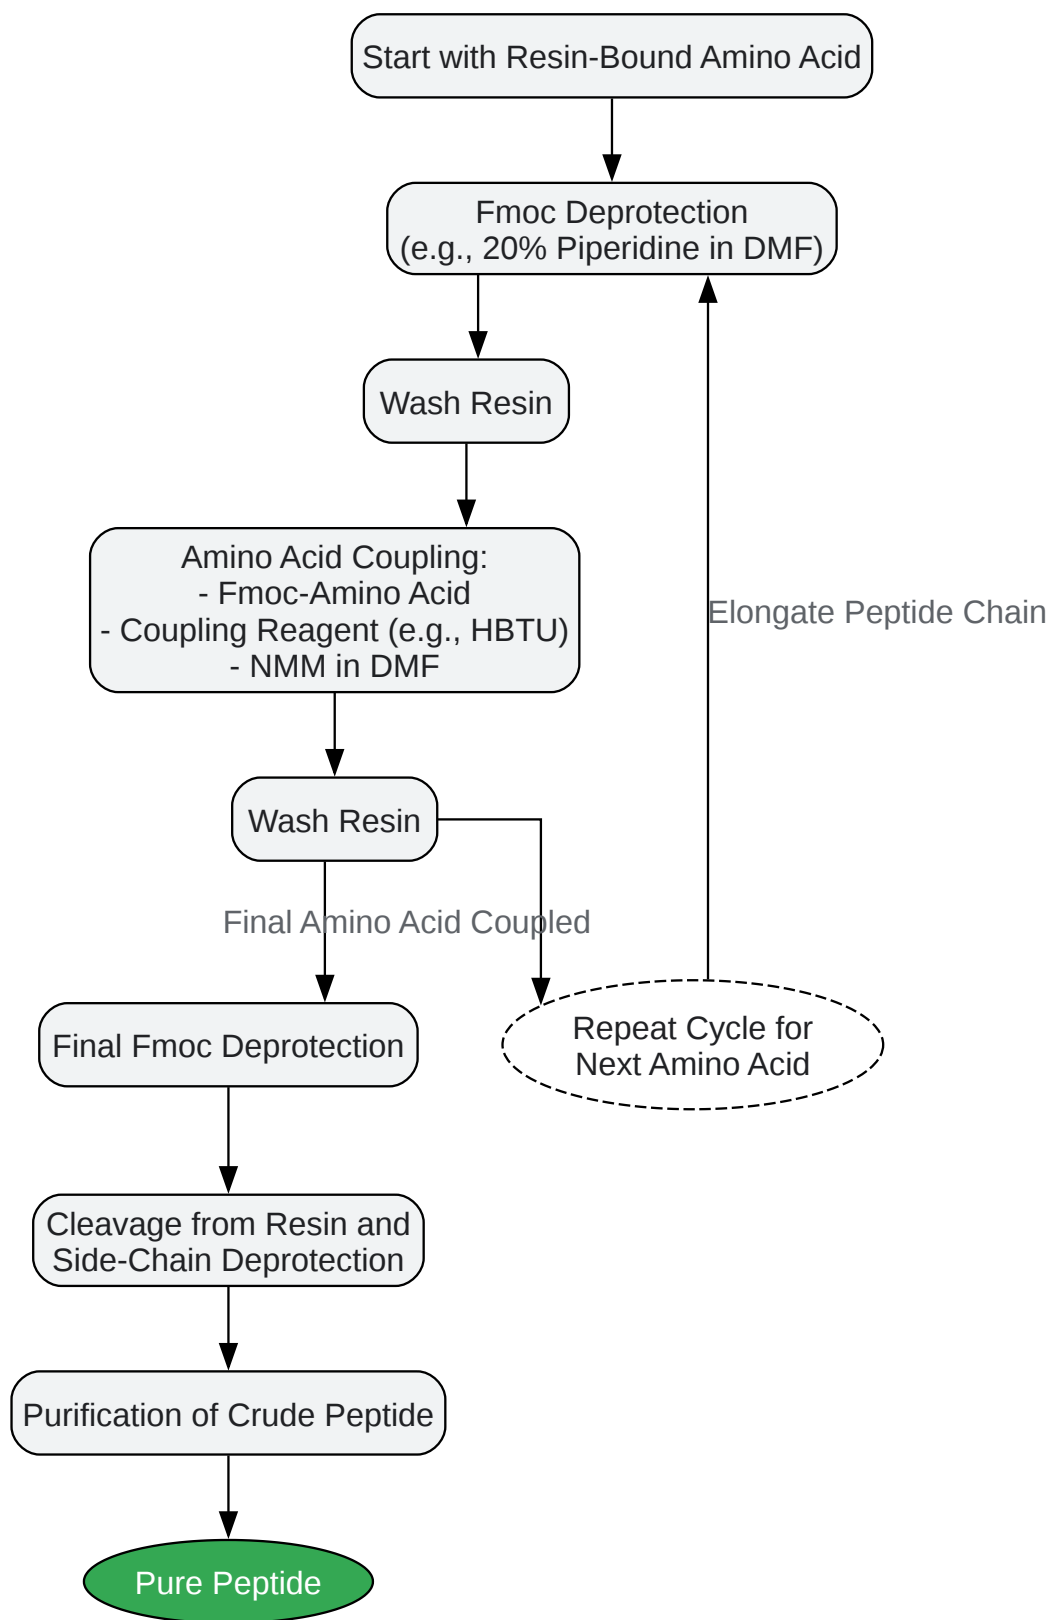 Start with Resin-Bound Amino Acid
Fmoc Deprotection
(e.g., 20% Piperidine in DMF)
Wash Resin
Amino Acid Coupling:
- Fmoc-Amino Acid
- Coupling Reagent (e.g., HBTU)
- NMM in DMF
Elongate Peptide Chain
Wash Resin
Final Amino Acid Coupled
Final Fmoc Deprotection
Repeat Cycle for
Next Amino Acid
Cleavage from Resin and
Side-Chain Deprotection
Purification of Crude Peptide
Pure Peptide